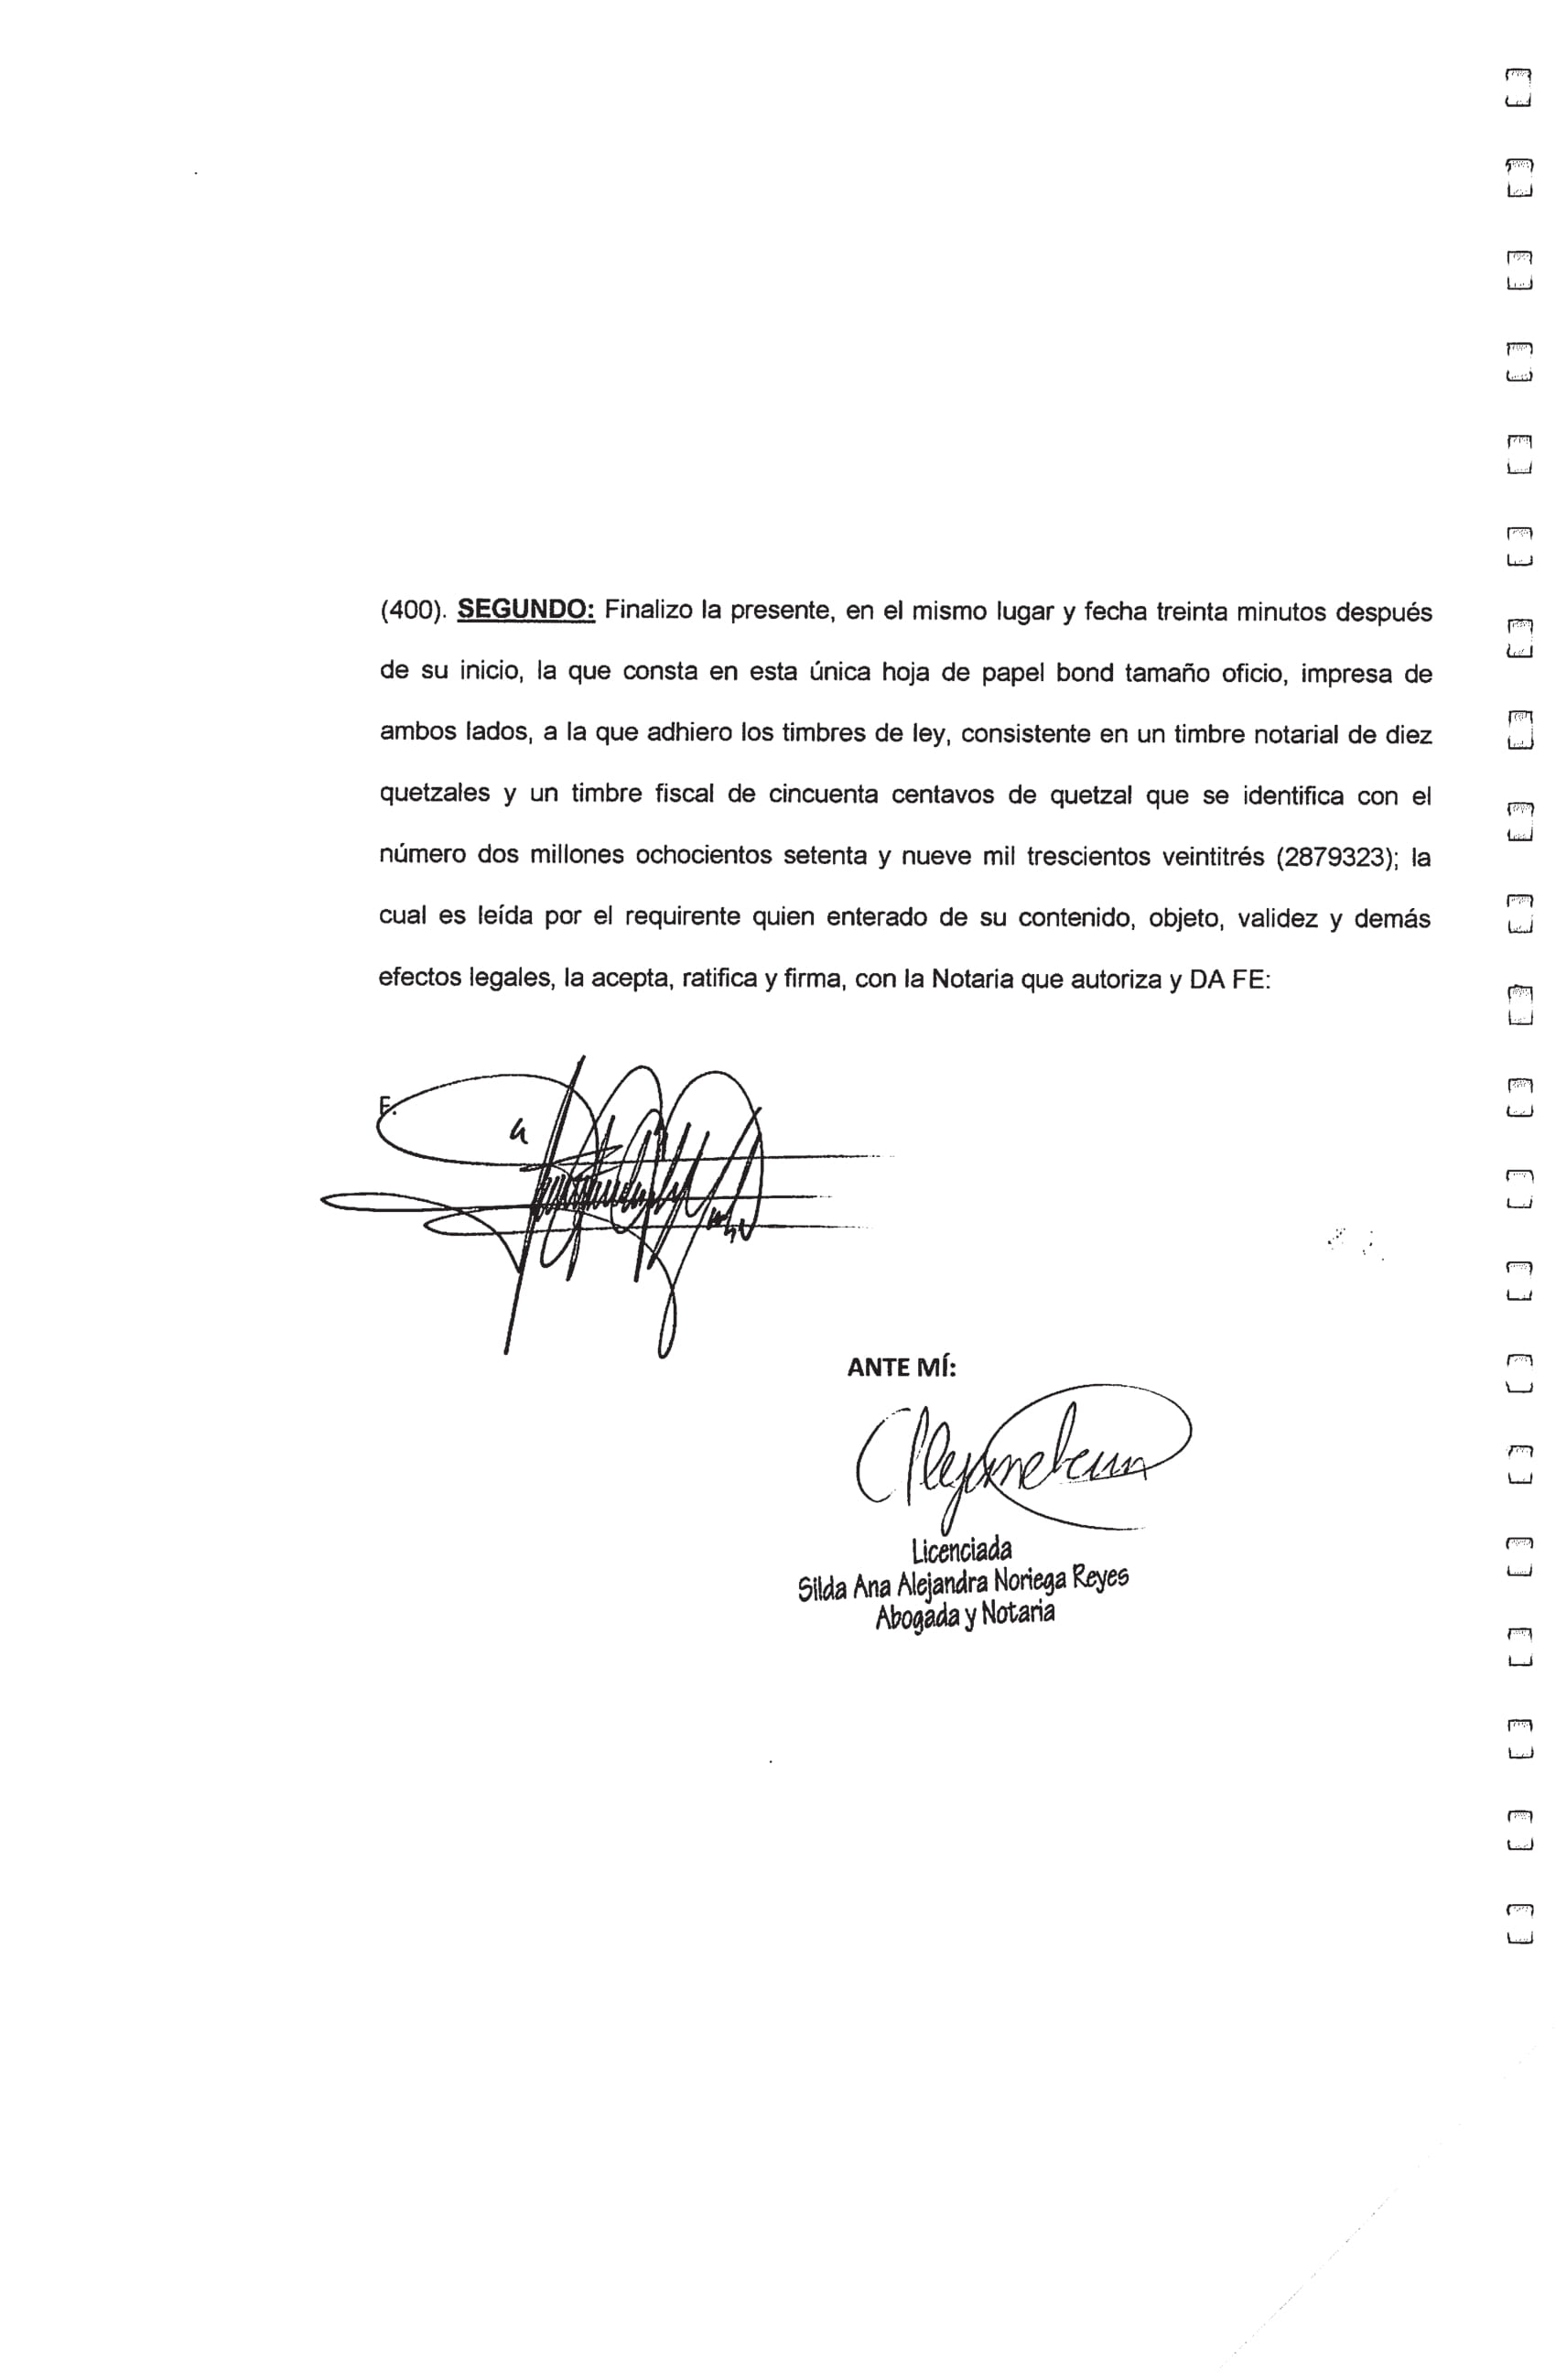 (400). SEGUNDO: Finalizo la presente, en el mismo lugar y fecha treinta minutos después
de su inicio, la que consta en esta única hoja de papel bond tamaño oficio, impresa de
ambos lados, a la que adhiero los timbres de ley, consistente en un timbre notarial de diez
quetzales y un timbre fiscal de cincuenta centavos de quetzal que se identifica con el
número dos millones ochocientos setenta y nueve mil trescientos veintitrés (2879323); la
cual es leída por el requirente quien enterado de su contenido, objeto, validez y demás
efectos legales, la acepta, ratifica y firma, con la Notaria que autoriza y DA FE:
F.
ANTE MÍ:
Licenciada
Silda Ana Alejandra Noriega Reyes
Abogada y Notaria